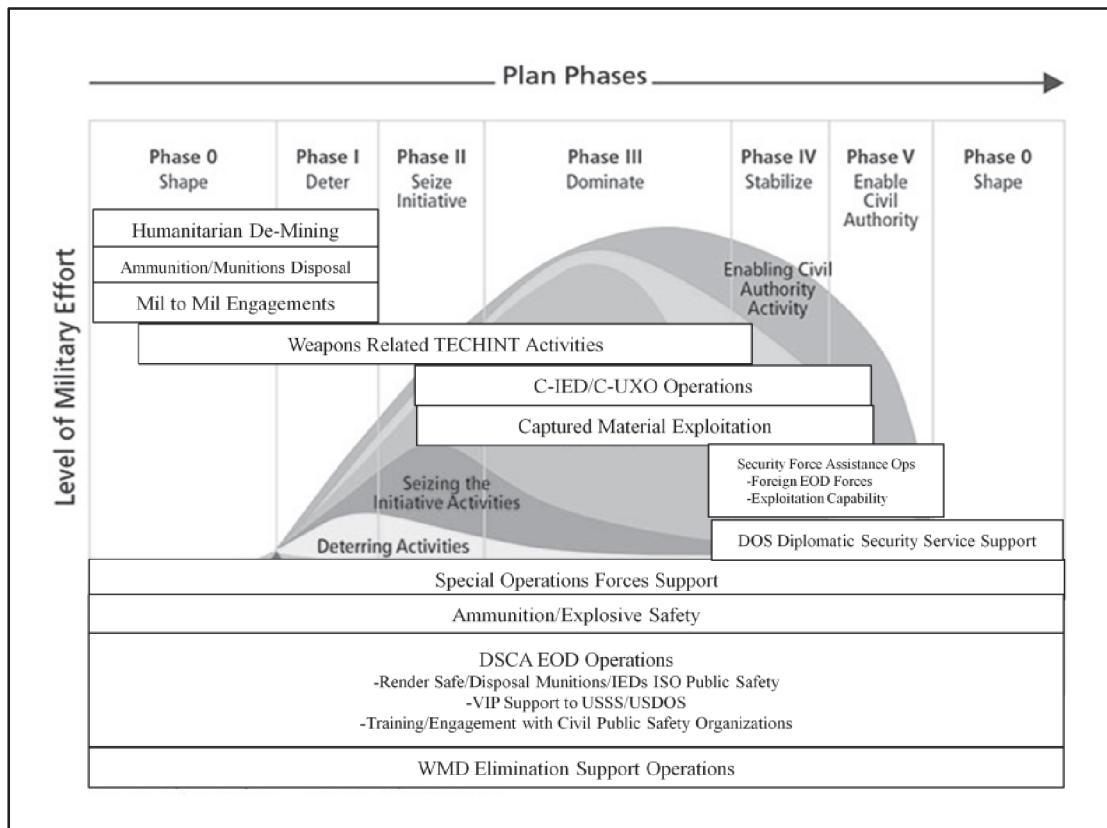 Plan Phases
Phase 0
Shape
Phase I
Deter
Phase II
Seize
Initiative
Phase III
Dominate
Phase IV
Stabilize
Phase V
Enable
Civil
Authority
Phase 0
Shape
Level of Military Effort
Humanitarian De-Mining
Ammunition/Munitions Disposal
Mil to Mil Engagements
Enabling Civil
Authority
Activity
Weapons Related TECHINT Activities
C-IED/C-UXO Operations
Captured Material Exploitation
Security Force Assistance Ops
-Foreign EOD Forces
-Exploitation Capability
Seizing the
Initiative Activities
Deterring Activities
DOS Diplomatic Security Service Support
Special Operations Forces Support
Ammunition/Explosive Safety
DSCA EOD Operations
-Render Safe/Disposal Munitions/IEDs ISO Public Safety
-VIP Support to USSS/USDOS
-Training/Engagement with Civil Public Safety Organizations
WMD Elimination Support Operations